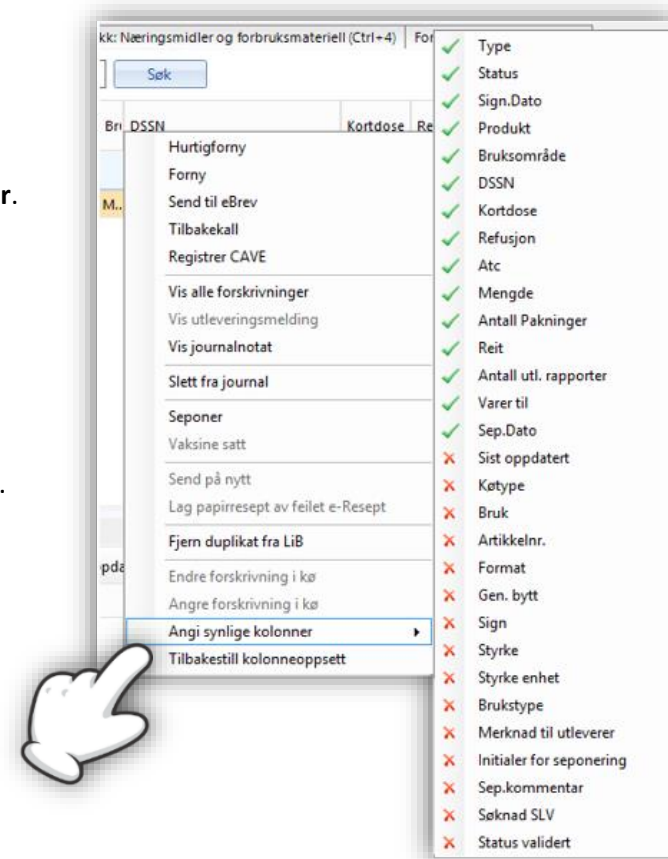 kk: Næringsmidler og forbruksmateriell (Ctrl+4)
For
Søk
Bru DSSN Kortdose Re
r.
M..
.
pda
Hurtigforny
Forny
Send til eBrev
Tilbakekall
Registrer CAVE
Vis alle forskrivninger
Vis utleveringsmelding
Vis journalnotat
Slett fra journal
Seponer
Vaksine satt
Send på nytt
Lag papirresept av feilet e-Resept
Fjern duplikat fra LiB
Endre forskrivning i kø
Angre forskrivning i kø
Angi synlige kolonner
Tilbakestill kolonneoppsett
Type
Status
Sign.Dato
Produkt
Bruksområde
DSSN
Kortdose
Refusjon
Atc
Mengde
Antall Pakninger
Reit
Antall utl. rapporter
Varer til
Sep.Dato
Sist oppdatert
Køtype
Bruk
Artikkelnr.
Format
Gen. bytt
Sign
Styrke
Styrke enhet
Brukstype
Merknad til utleverer
Initialer for seponering
Sep.kommentar
Søknad SLV
Status validert